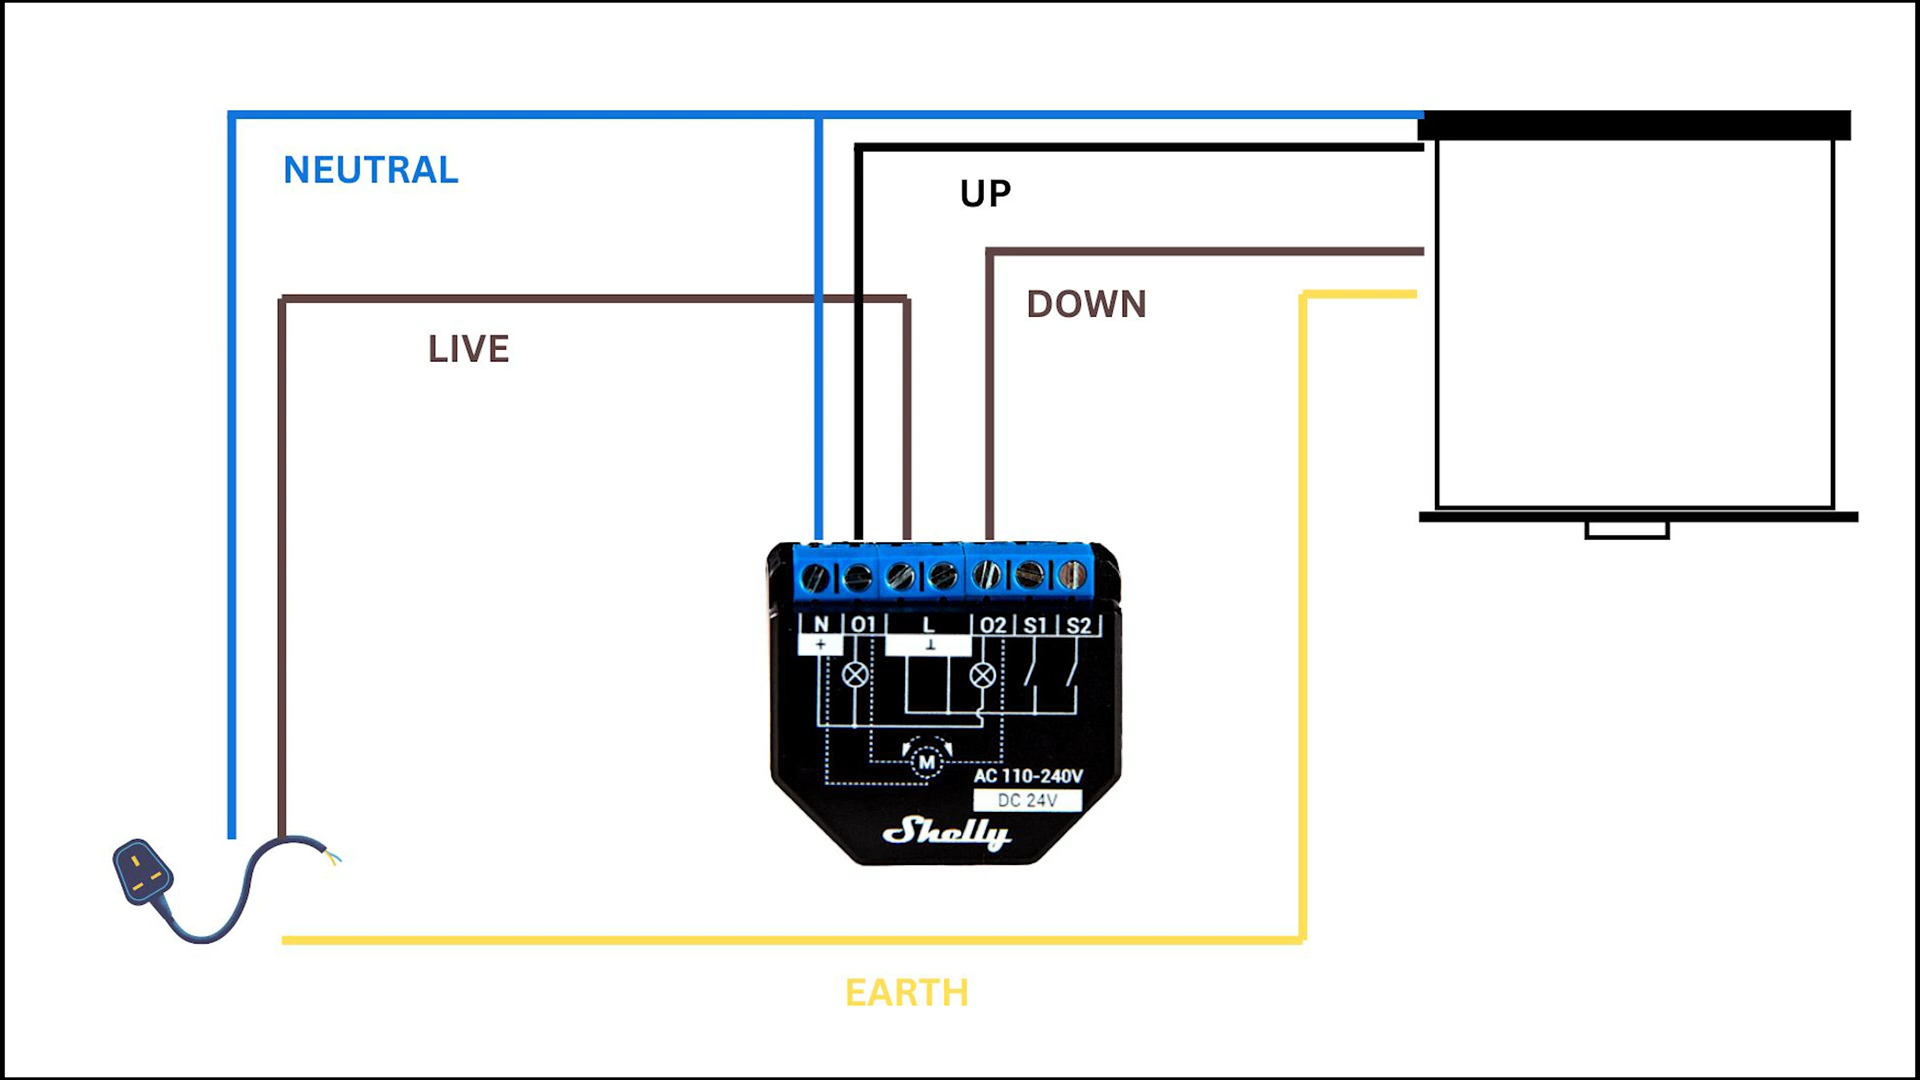 NEUTRAL
UP
DOWN
LIVE
N O1 L O2 S1 S2
+ ⊥
M
AC 110-240V
DC 24V
Shelly
EARTH